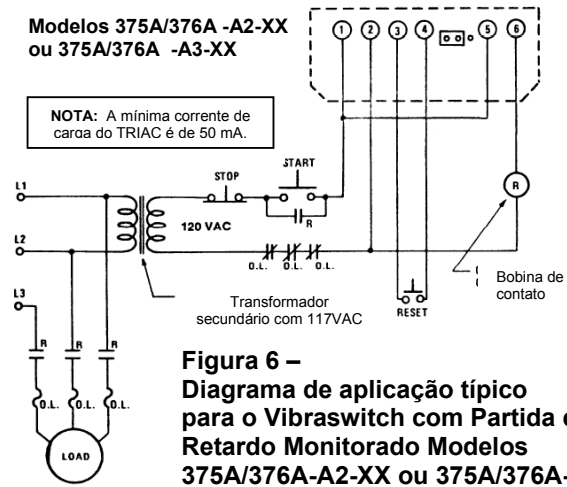 Modelos 375A/376A -A2-XX
ou 375A/376A -A3-XX
1 2 3 4 5 6
NOTA: A mínima corrente de
carga do TRIAC é de 50 mA.
STOP
START
R
R
L1
L2
L3
120 VAC
O.L. O.L. O.L.
Transformador
secundário com 117VAC
RESET
Bobina de
contato
R R R
O.L. O.L. O.L.
LOAD
Figura 6 –
Diagrama de aplicação típico
para o Vibraswitch com Partida
Retardo Monitorado Modelos
375A/376A-A2-XX ou 375A/376A-